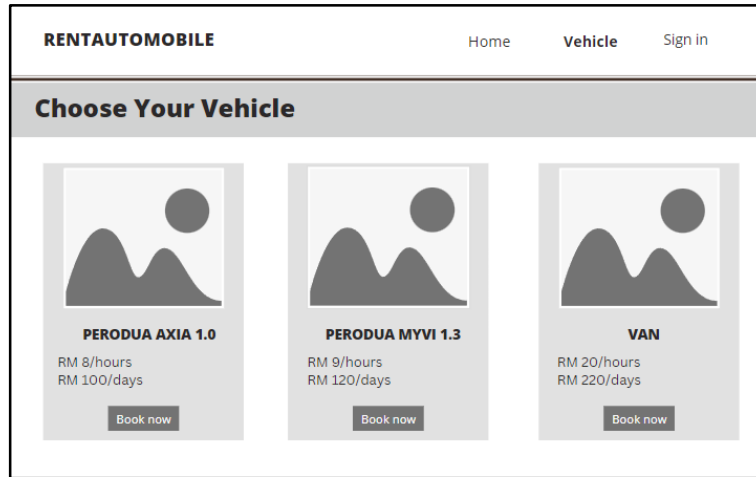 RENTAUTOMOBILE Home Vehicle Sign in
Choose Your Vehicle
PERODUA AXIA 1.0
RM 8/hours
RM 100/days
Book now
PERODUA MYVI 1.3
RM 9/hours
RM 120/days
Book now
VAN
RM 20/hours
RM 220/days
Book now